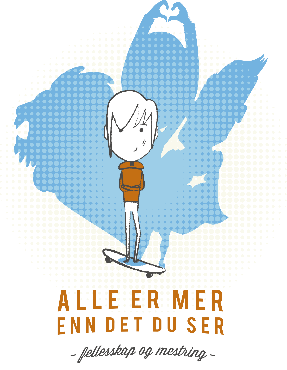 ALLE ER MER
ENN DET DU SER
- fellesskap og mestring -